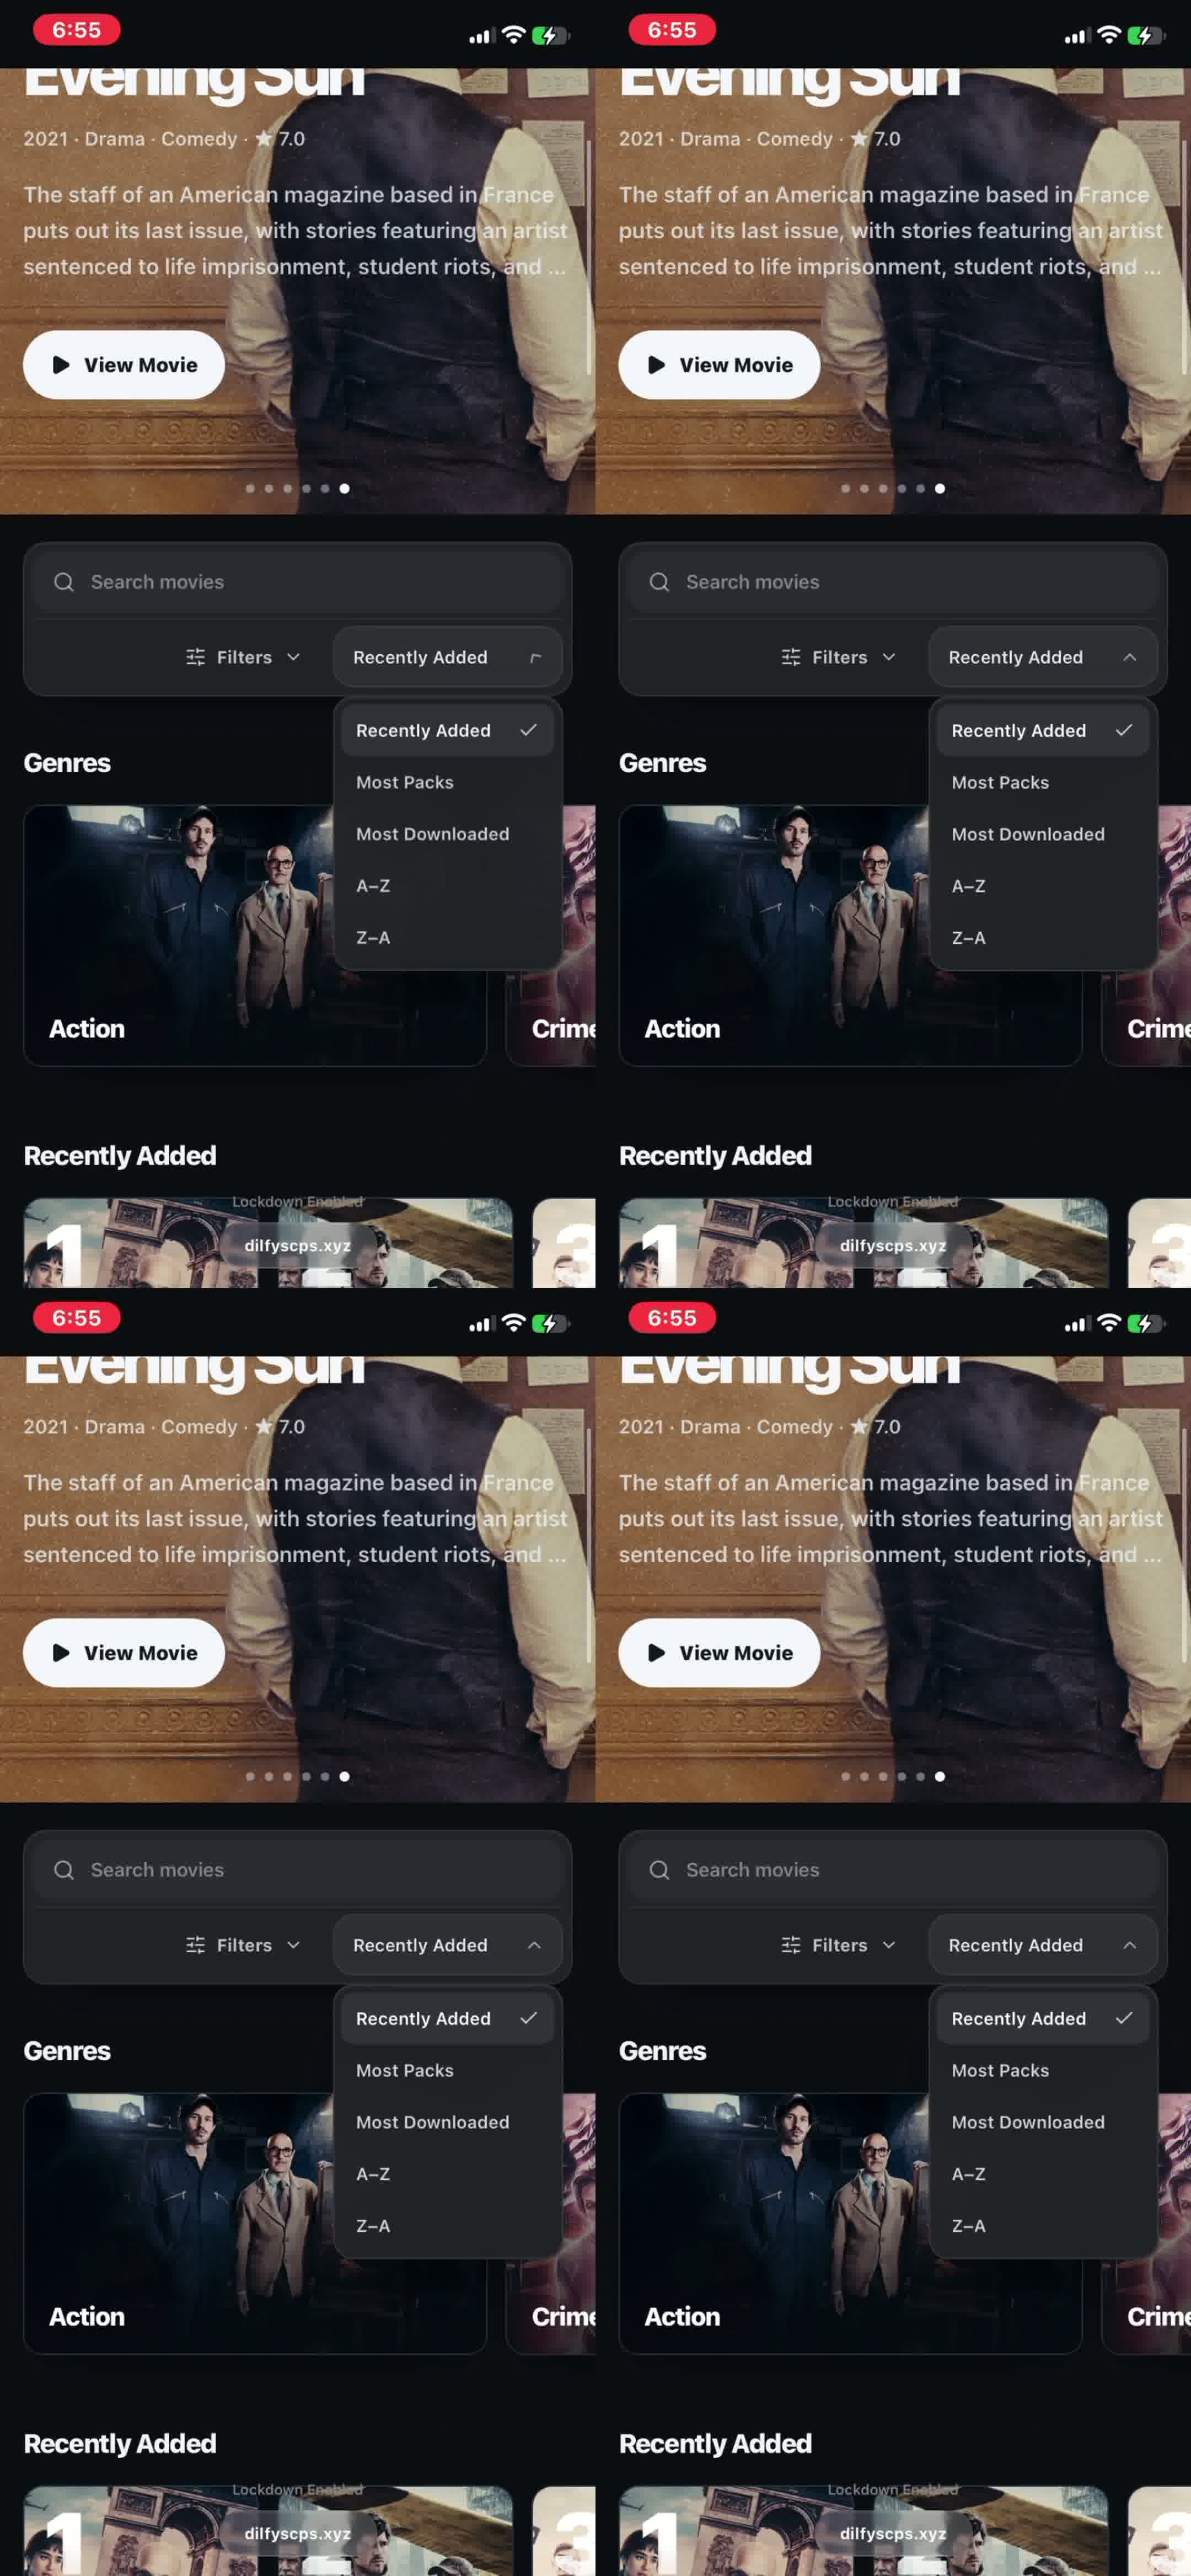 6:55
Evening Sun
2021 · Drama · Comedy · ★ 7.0
The staff of an American magazine based in France
puts out its last issue, with stories featuring an artist
sentenced to life imprisonment, student riots, and ...
View Movie
Search movies
Filters
Recently Added
Recently Added
Most Packs
Most Downloaded
A–Z
Z–A
Genres
Action
Crime
Recently Added
1
3
Lockdown Enabled
dilfyscps.xyz
6:55
Evening Sun
2021 · Drama · Comedy · ★ 7.0
The staff of an American magazine based in France
puts out its last issue, with stories featuring an artist
sentenced to life imprisonment, student riots, and ...
View Movie
Search movies
Filters
Recently Added
Recently Added
Most Packs
Most Downloaded
A–Z
Z–A
Genres
Action
Crime
Recently Added
1
3
Lockdown Enabled
dilfyscps.xyz
6:55
Evening Sun
2021 · Drama · Comedy · ★ 7.0
The staff of an American magazine based in France
puts out its last issue, with stories featuring an artist
sentenced to life imprisonment, student riots, and ...
View Movie
Search movies
Filters
Recently Added
Recently Added
Most Packs
Most Downloaded
A–Z
Z–A
Genres
Action
Crime
Recently Added
1
3
Lockdown Enabled
dilfyscps.xyz
6:55
Evening Sun
2021 · Drama · Comedy · ★ 7.0
The staff of an American magazine based in France
puts out its last issue, with stories featuring an artist
sentenced to life imprisonment, student riots, and ...
View Movie
Search movies
Filters
Recently Added
Recently Added
Most Packs
Most Downloaded
A–Z
Z–A
Genres
Action
Crime
Recently Added
1
3
Lockdown Enabled
dilfyscps.xyz